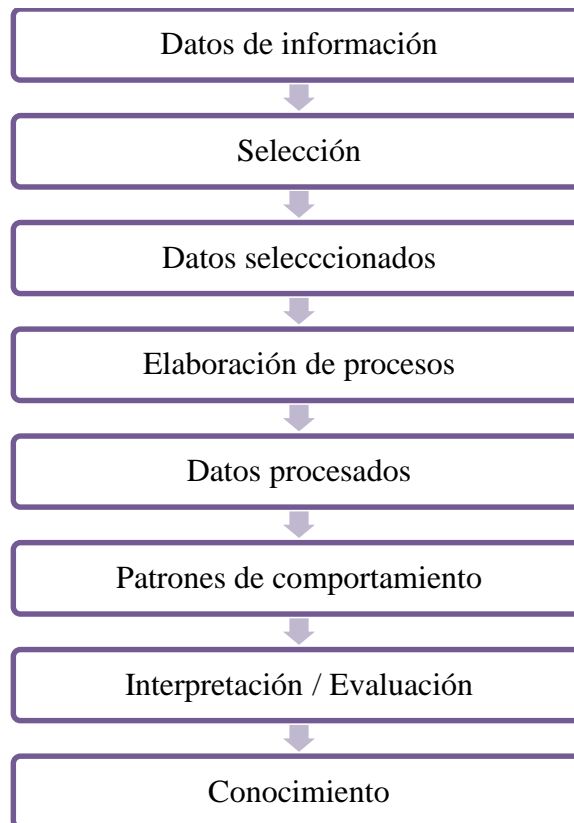 Datos de información
Selección
Datos selecccionados
Elaboración de procesos
Datos procesados
Patrones de comportamiento
Interpretación / Evaluación
Conocimiento